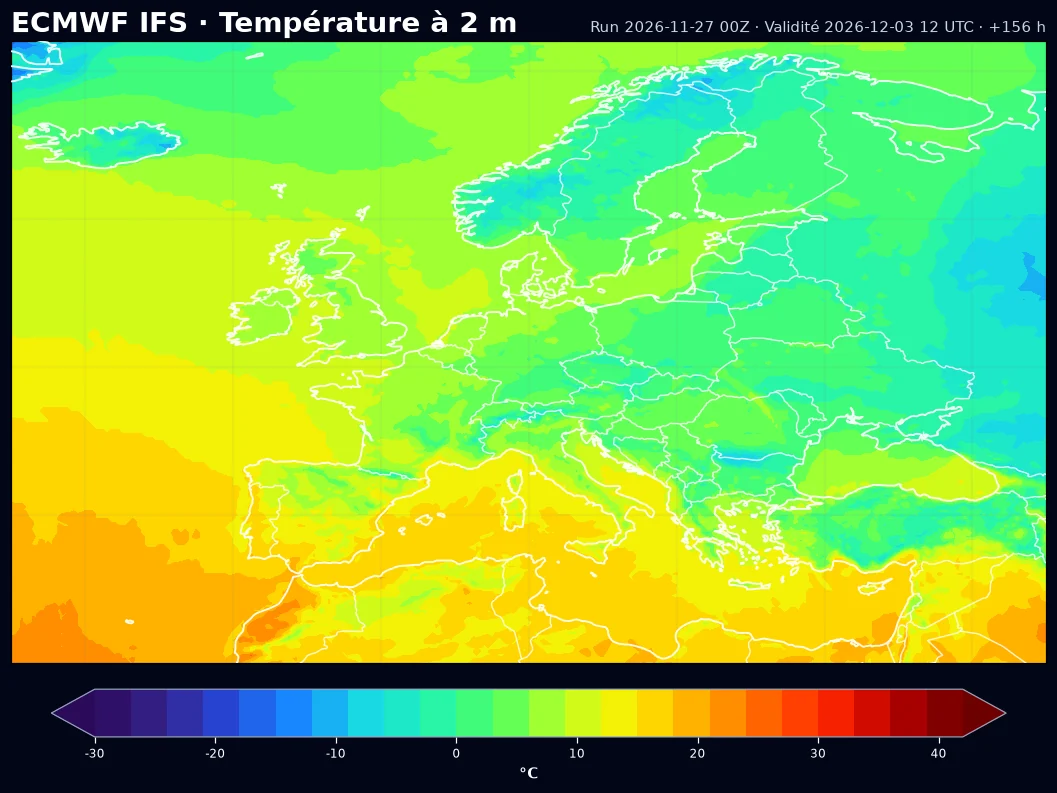 ECMWF IFS · Température à 2 m
Run 2026-11-27 00Z · Validité 2026-12-03 12 UTC · +156 h
-30 -20 -10 0 10 20 30 40
°C